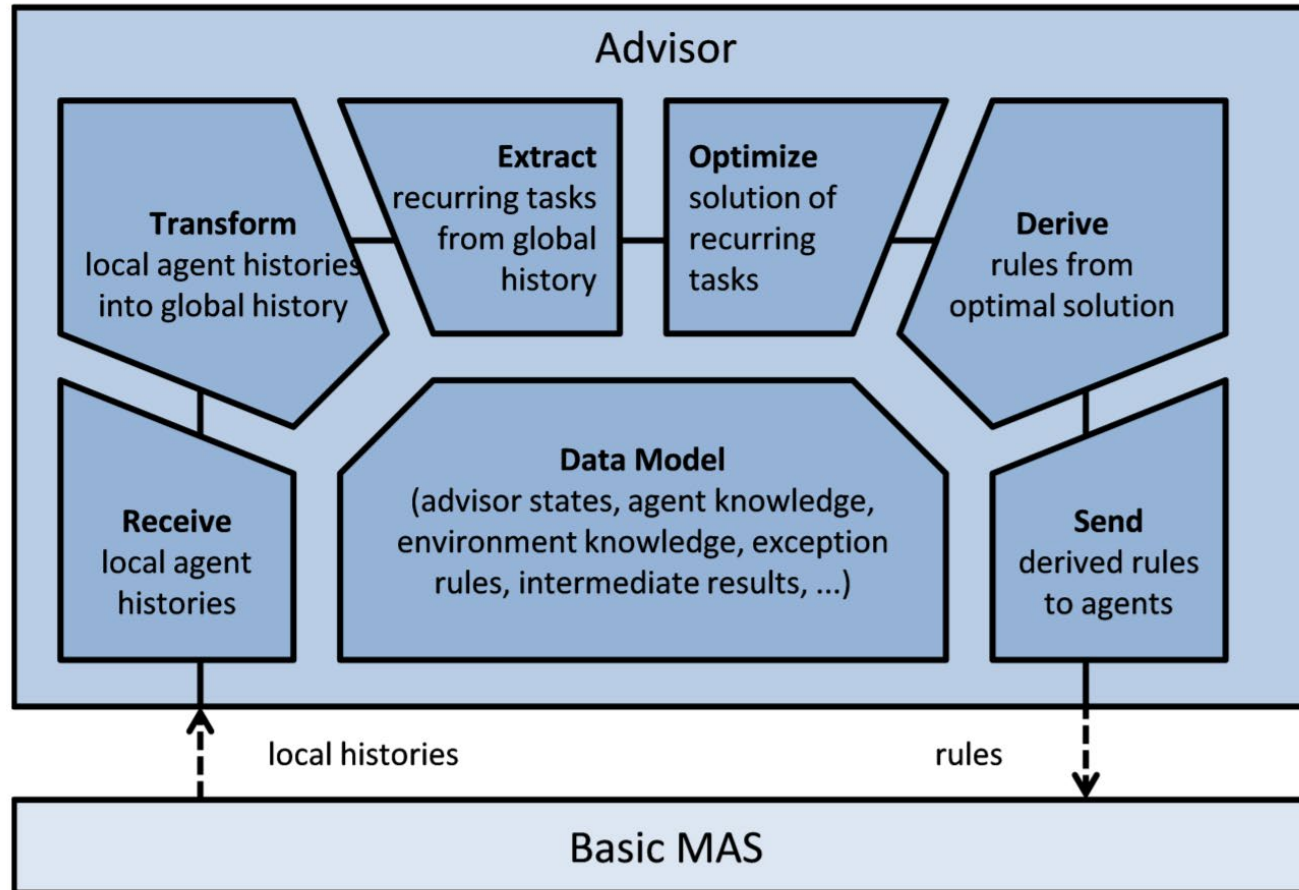 Advisor
Extract
recurring tasks
from global
history
Optimize
solution of
recurring
tasks
Transform
local agent histories
into global history
Derive
rules from
optimal solution
Data Model
(advisor states, agent knowledge,
environment knowledge, exception
rules, intermediate results, ...)
Receive
local agent
histories
Send
derived rules
to agents
local histories
rules
Basic MAS